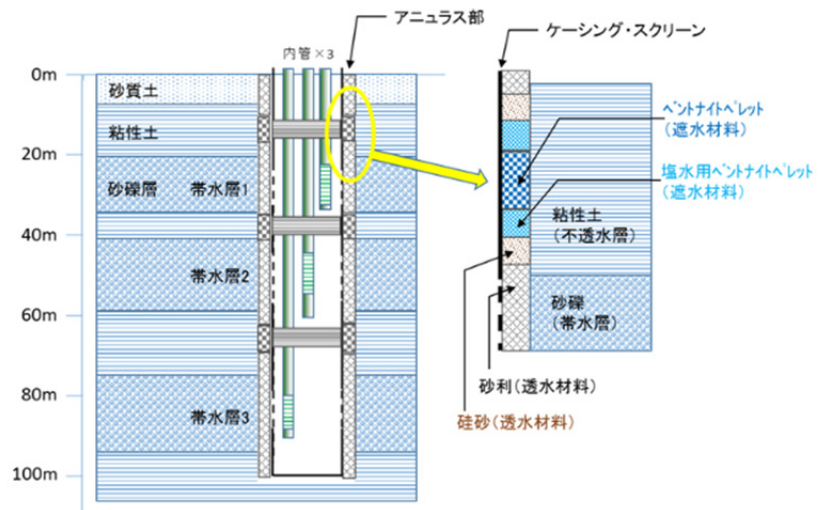 アニュラス部
ケーシング・スクリーン
内管×3
0m
砂質土
粘性土
20m
砂礫層 帯水層1
40m
帯水層2
60m
80m
帯水層3
100m
ベントナイトペレット
(遮水材料)
塩水用ベントナイトペレット
(遮水材料)
粘性土
(不透水層)
砂礫
(帯水層)
砂利(透水材料)
硅砂(透水材料)